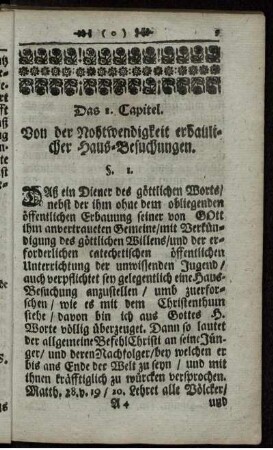 (o)
Das 1. Capitel.
Von der Nohtwendigkeit erbaulicher
Haus-Besuchungen.
§. 1.
DAß ein Diener des göttlichen Worts/
nebst der ihm ohne dem obliegenden
öffentlichen Erbauung seiner von GOtt
ihm anvertraueten Gemeine/mit Verkün-
digung des göttlichen Willens/und der er-
forderlichen catechetischen öffentlichen
Unterrichtung der unwissenden Jugend/
auch verpflichtet sey gelegentlich eine Haus-
Besuchung anzustellen/ umb zuerfor-
schen/ wie es mit dem Christenthum
stehe/ davon bin ich aus Gottes H.
Worte völlig überzeugt. Dann so lautet
der allgemeine Befehl Christi an seine Jün-
ger/ und deren Nachfolger/bey welchen er
bis ans Ende der Welt zu seyn/ und mit
ihnen kräfftiglich zu würcken versprochen.
Matth. 28. v. 19/20. Lehret alle Völcker/
A 4 und